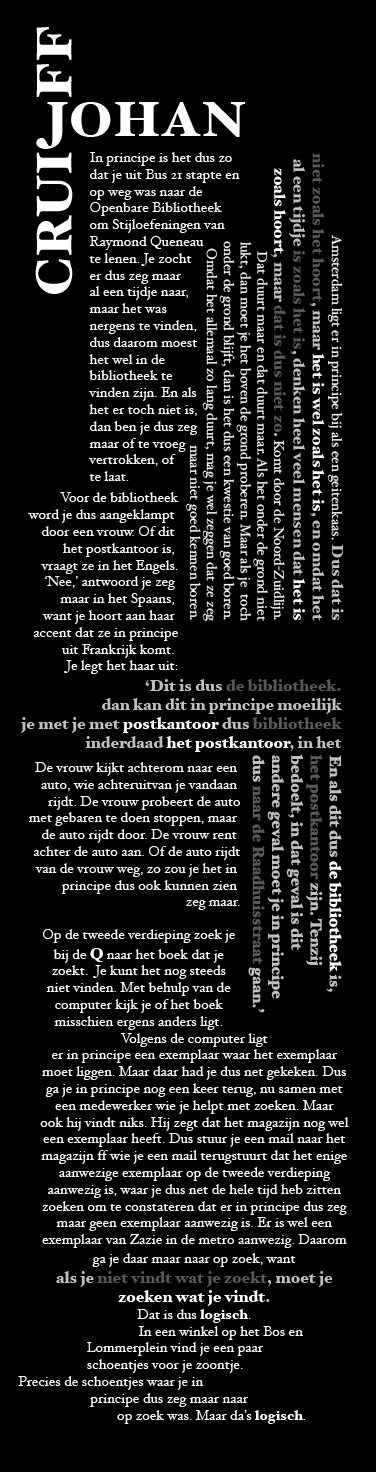 CRUIJFF
JOHAN
In principe is het dus zo
dat je uit Bus 21 stapte en
op weg was naar de
Openbare Bibliotheek
om Stijloefeningen van
Raymond Queneau
te lenen. Je zocht
er dus zeg maar
al een tijdje naar,
maar het was
nergens te vinden,
dus daarom moest
het wel in de
bibliotheek te
vinden zijn. En als
het er toch niet is,
dan ben je dus zeg
maar of te vroeg
vertrokken, of
te laat.
Amsterdam ligt er in principe bij als een geitenkaas. Dus dat is
niet zoals het hoort, maar het is wel zoals het is, en omdat het
al een tijdje is zoals het is, denken heel veel mensen dat het is
zoals hoort, maar dat is dus niet zo. Komt door de Noord-Zuidlijn.
Dat duurt maar en dat duurt maar. Als het onder de grond niet
lukt, dan moet je het boven de grond proberen. Maar als je toch
onder de grond blijft, dan is het dus een kwestie van goed boren.
Omdat het allemaal zo lang duurt, mag je wel zeggen dat ze zeg
maar niet goed kennen boren.
Voor de bibliotheek
word je dus aangeklampt
door een vrouw. Of dit
het postkantoor is,
vraagt ze in het Engels.
‘Nee,’ antwoord je zeg
maar in het Spaans,
want je hoort aan haar
accent dat ze in principe
uit Frankrijk komt.
Je legt het haar uit:
‘Dit is dus de bibliotheek.
dan kan dit in principe moeilijk
je met je met postkantoor dus bibliotheek
inderdaad het postkantoor, in het
En als dit dus de bibliotheek is,
het postkantoor zijn. Tenzij
bedoelt, in dat geval is dit
andere geval moet je in principe
dus naar de Raadhuisstraat gaan.’
De vrouw kijkt achterom naar een
auto, wie achteruitvan je vandaan
rijdt. De vrouw probeert de auto
met gebaren te doen stoppen, maar
de auto rijdt door. De vrouw rent
achter de auto aan. Of de auto rijdt
van de vrouw weg, zo zou je het in
principe dus ook kunnen zien
zeg maar.
Op de tweede verdieping zoek je
bij de Q naar het boek dat je
zoekt. Je kunt het nog steeds
niet vinden. Met behulp van de
computer kijk je of het boek
misschien ergens anders ligt.
Volgens de computer ligt
er in principe een exemplaar waar het exemplaar
moet liggen. Maar daar had je dus net gekeken. Dus
ga je in principe nog een keer terug, nu samen met
een medewerker wie je helpt met zoeken. Maar
ook hij vindt niks. Hij zegt dat het magazijn nog wel
een exemplaar heeft. Dus stuur je een mail naar het
magazijn ff wie je een mail terugstuurt dat het enige
aanwezige exemplaar op de tweede verdieping
aanwezig is, waar je dus net de hele tijd heb zitten
zoeken om te constateren dat er in principe dus zeg
maar geen exemplaar aanwezig is. Er is wel een
exemplaar van Zazie in de metro aanwezig. Daarom
ga je daar maar naar op zoek, want
als je niet vindt wat je zoekt, moet je
zoeken wat je vindt.
Dat is dus logisch.
In een winkel op het Bos en
Lommerplein vind je een paar
schoentjes voor je zoontje.
Precies de schoentjes waar je in
principe dus zeg maar naar
op zoek was. Maar da’s logisch.